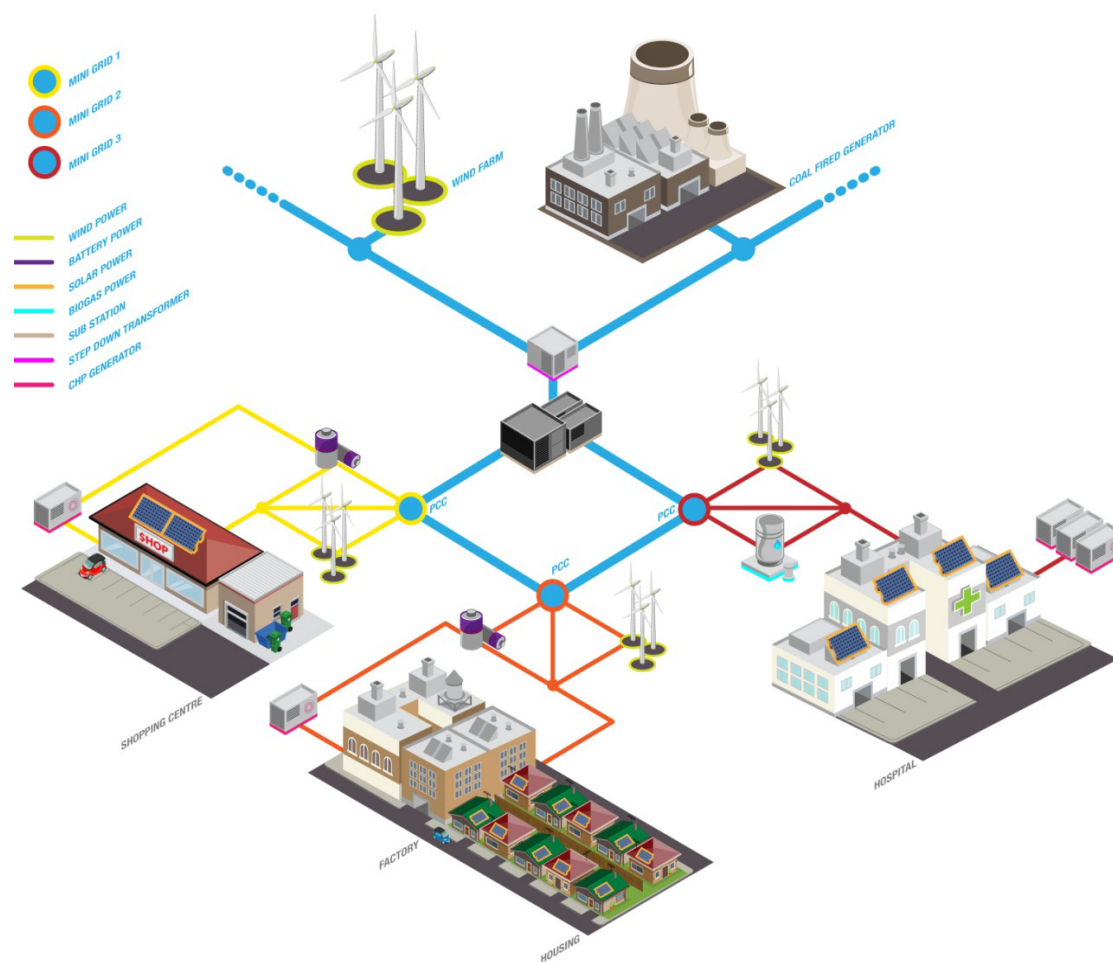 MINI GRID 1
MINI GRID 2
MINI GRID 3
WIND FARM
COAL FIRED GENERATOR
WIND POWER
BATTERY POWER
SOLAR POWER
BIOGAS POWER
SUB STATION
STEP DOWN TRANSFORMER
CHP GENERATOR
PCC
PCC
PCC
SHOP
SHOPPING CENTRE
HOSPITAL
FACTORY
HOUSING